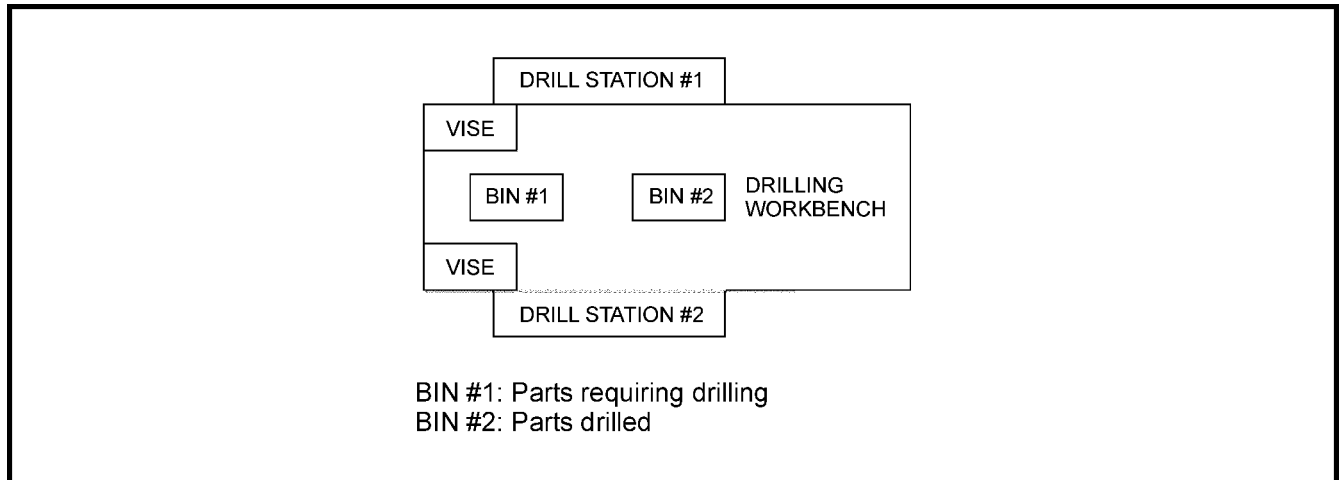 DRILL STATION #1
VISE
BIN #1
BIN #2
DRILLING
WORKBENCH
VISE
DRILL STATION #2
BIN #1: Parts requiring drilling
BIN #2: Parts drilled